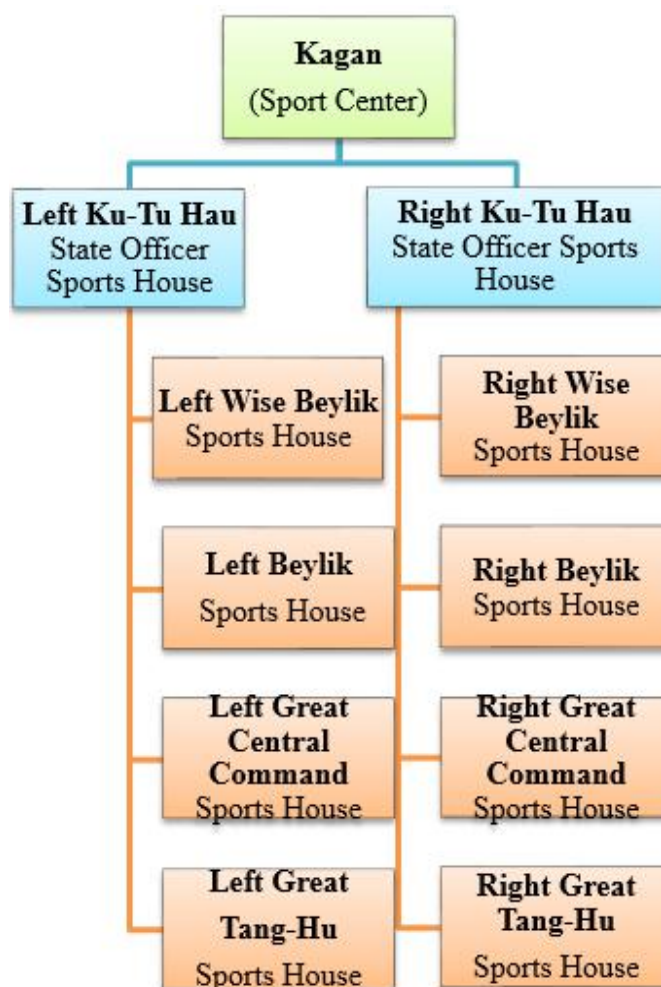 Kagan
(Sport Center)
Left Ku-Tu Hau
State Officer
Sports House
Right Ku-Tu Hau
State Officer Sports
House
Left Wise Beylik
Sports House
Left Beylik
Sports House
Left Great
Central
Command
Sports House
Left Great
Tang-Hu
Sports House
Right Wise
Beylik
Sports House
Right Beylik
Sports House
Right Great
Central
Command
Sports House
Right Great
Tang-Hu
Sports House